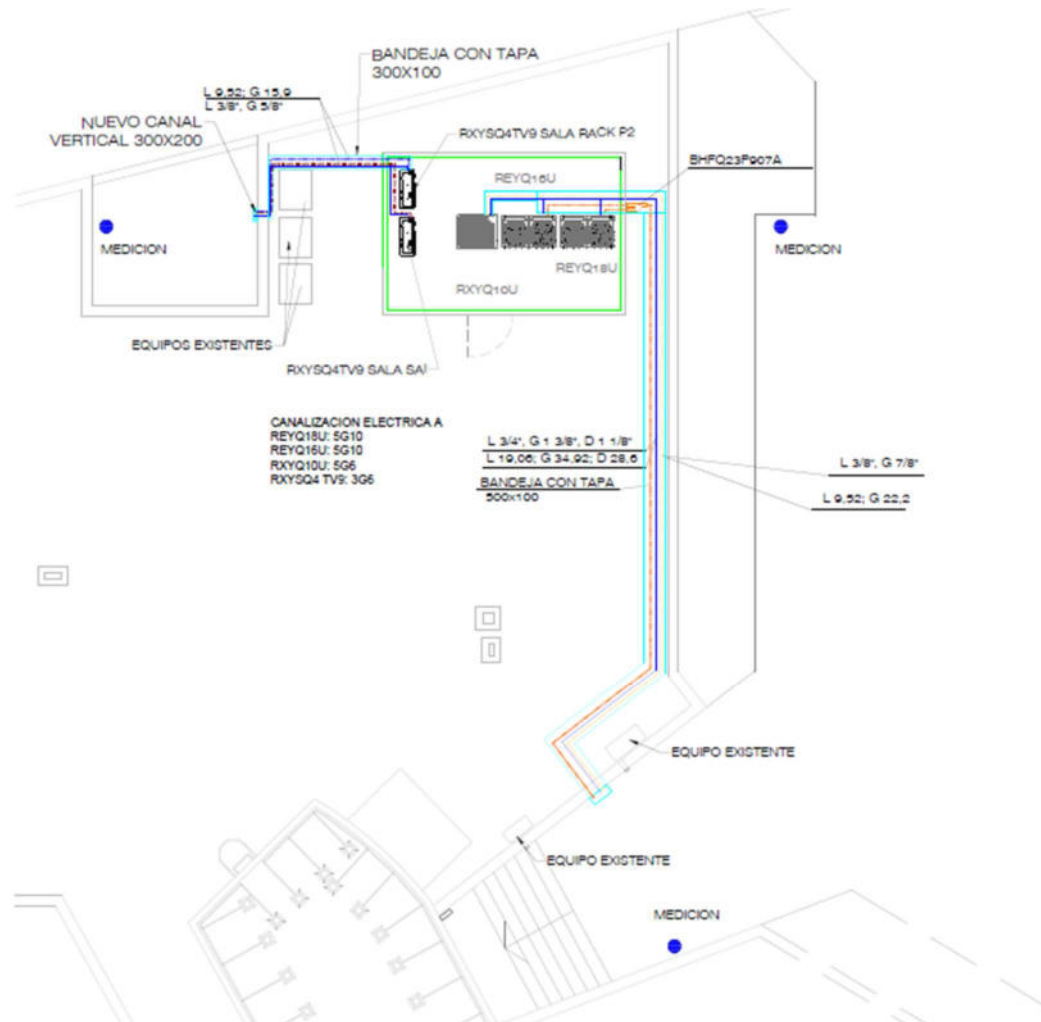 BANDEJA CON TAPA
300X100
L 9,52; G 15,9
L 3/8", G 5/8"
NUEVO CANAL
VERTICAL 300X200
RXYSQ4TV9 SALA RACK P2
BHFQ23P907A
REYQ16U
MEDICION
MEDICION
REYQ18U
RXYQ10U
EQUIPOS EXISTENTES
RXYSQ4TV9 SALA SAI
CANALIZACION ELECTRICA A
REYQ18U: 5G10
REYQ16U: 5G10
RXYQ10U: 5G6
RXYSQ4 TV9: 3G6
L 3/4", G 1 3/8", D 1 1/8"
L 19,06; G 34,92; D 28,6
BANDEJA CON TAPA
500x100
L 3/8", G 7/8"
L 9,52; G 22,2
EQUIPO EXISTENTE
EQUIPO EXISTENTE
MEDICION